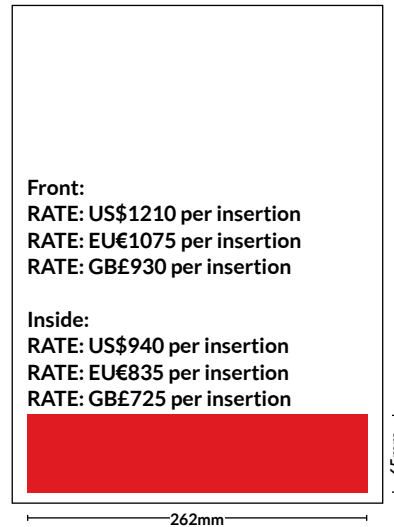 Front:
RATE: US$1210 per insertion
RATE: EU€1075 per insertion
RATE: GB£930 per insertion
Inside:
RATE: US$940 per insertion
RATE: EU€835 per insertion
RATE: GB£725 per insertion
262mm